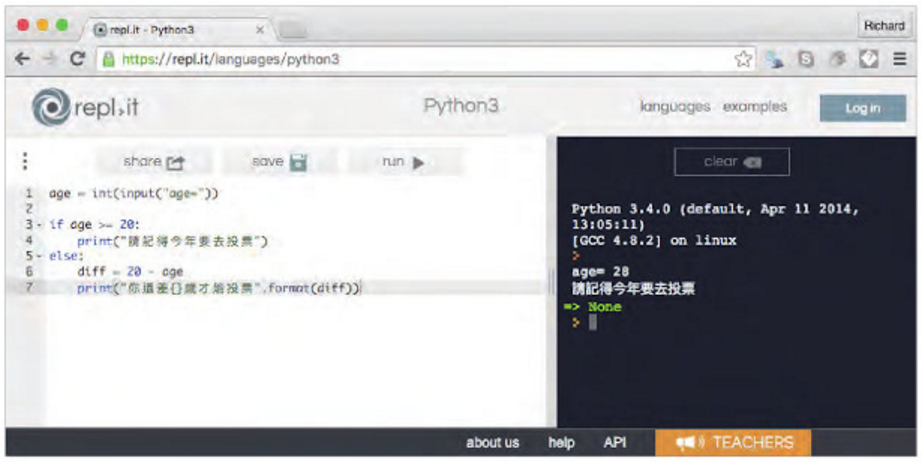 repl.it - Python3
Richard
https://repl.it/languages/python3
repl.it
Python3
languages examples
Log in
share
save
run
clear
1 age = int(input("age="))
2
3 if age >= 20:
4 print("請記得今年要去投票")
5 else:
6 diff = 20 - age
7 print("你還差{}歲才能投票".format(diff))
Python 3.4.0 (default, Apr 11 2014,
13:05:11)
[GCC 4.8.2] on linux
age= 28
請記得今年要去投票
=> None
about us help API TEACHERS